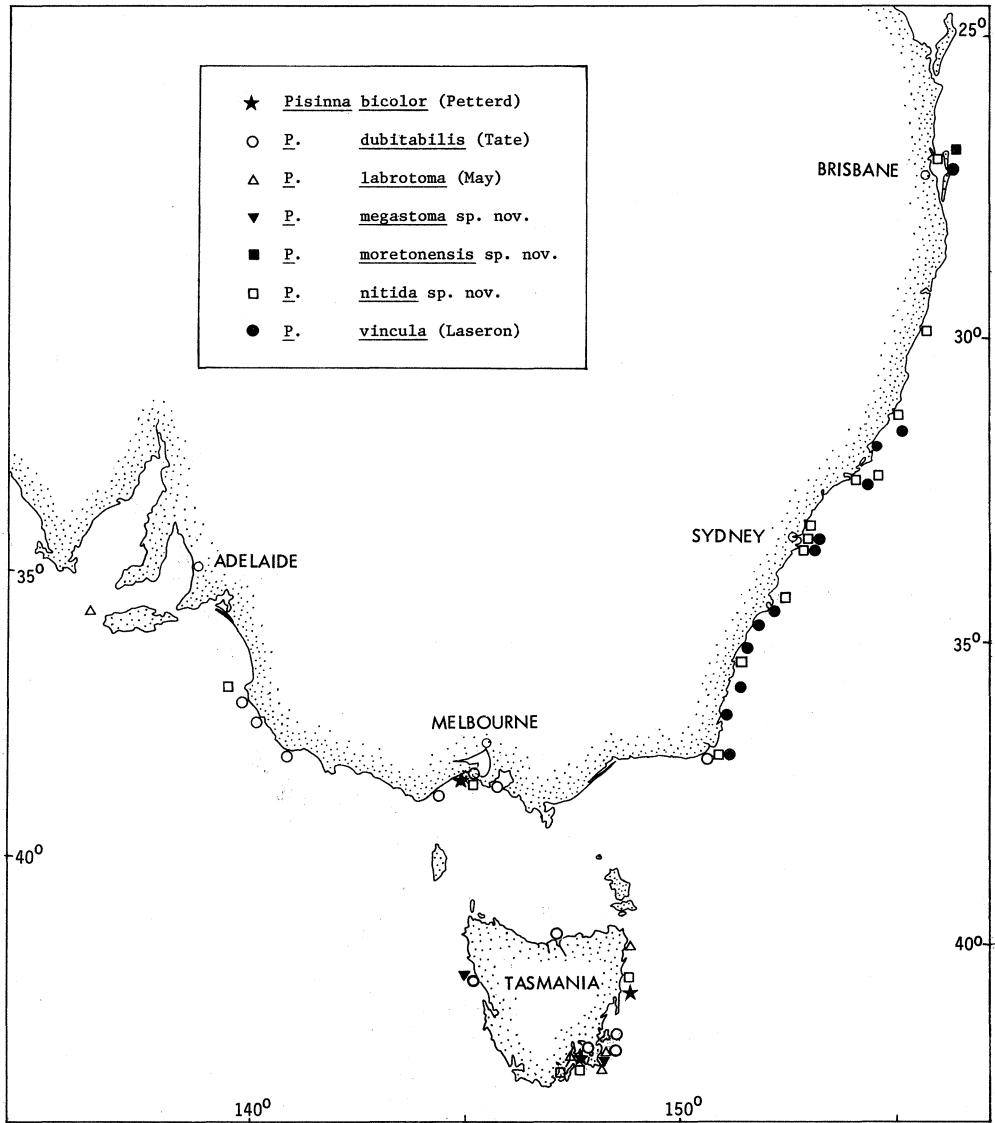 25°
★ Pisinna bicolor (Petterd)
○ P. dubitabilis (Tate)
△ P. labrotoma (May)
▼ P. megastoma sp. nov.
■ P. moretonensis sp. nov.
□ P. nitida sp. nov.
● P. vincula (Laseron)
BRISBANE
30°
SYDNEY
ADELAIDE
35°
35°
MELBOURNE
40°
40°
TASMANIA
140°
150°